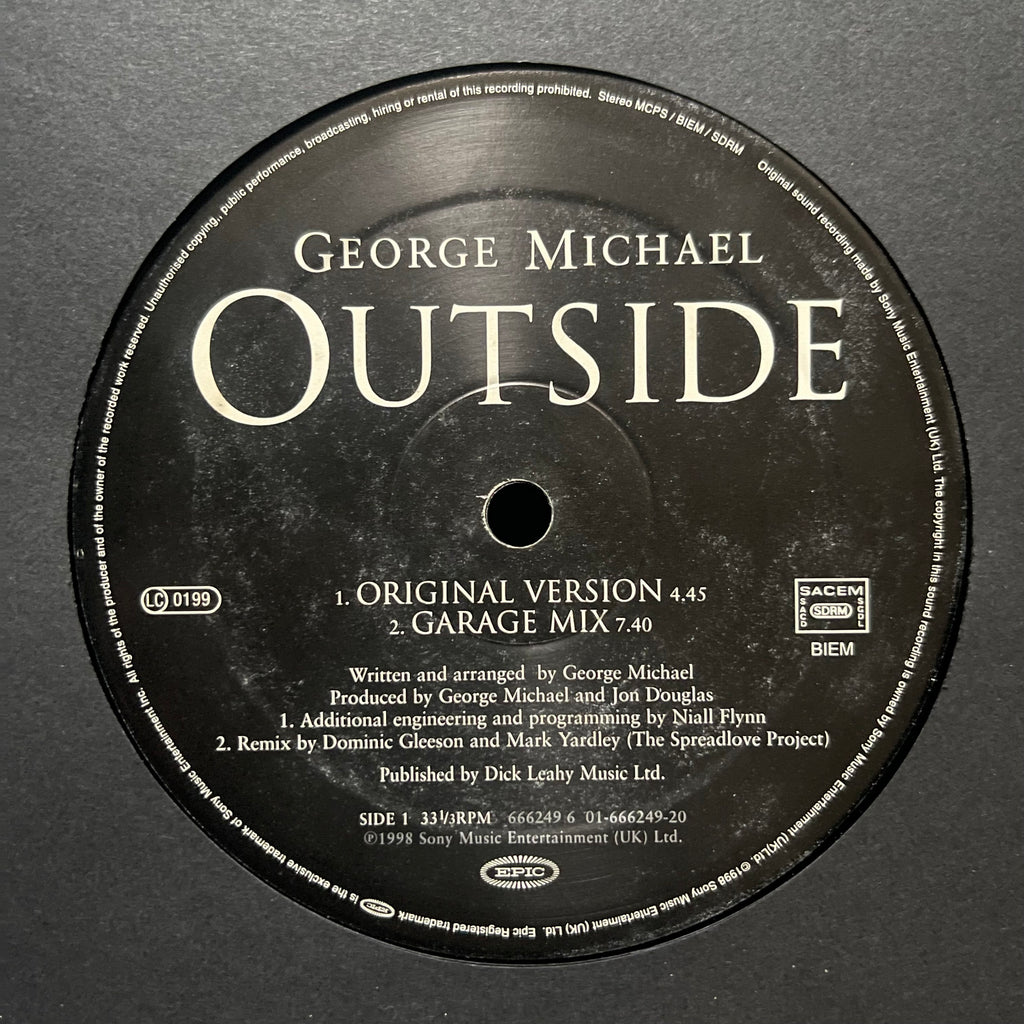 Unauthorised copying,, public performance, broadcasting, hiring or rental of this recording prohibited. Stereo MCPS / BIEM / SDRM
Original sound recording made by Sony Music Entertainment (UK) Ltd. The copyright in this sound recording is owned by Sony Music Entertainment (UK)Ltd. ©1998 Sony Music Entertaiment (UK) Ltd. Epic Registered trademark
EPIC
is the exclusive trademark of Sony Music Entertainment Inc. All rights of the producer and of the owner of the recorded work reserved.
GEORGE MICHAEL
OUTSIDE
LC 0199
1. ORIGINAL VERSION 4.45
2. GARAGE MIX 7.40
SACEM
SACD
SDRM
SGDL
BIEM
Written and arranged by George Michael
Produced by George Michael and Jon Douglas
1. Additional engineering and programming by Niall Flynn
2. Remix by Dominic Gleeson and Mark Yardley (The Spreadlove Project)
Published by Dick Leahy Music Ltd.
SIDE 1 33⅓RPM 666249 6 01-666249-20
℗1998 Sony Music Entertainment (UK) Ltd.
EPIC